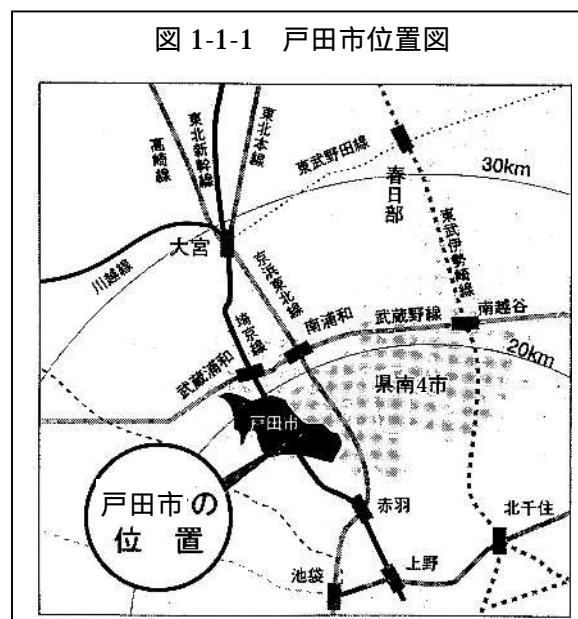 図 1-1-1 戸田市位置図
高崎線
東北新幹線
東北本線
東武野田線
春日部
30km
大宮
川越線
京浜東北線
東武伊勢崎線
埼京線
武蔵浦和
南浦和
武蔵野線
南越谷
20km
県南4市
戸田市
戸田市の
位置
赤羽
北千住
池袋
上野